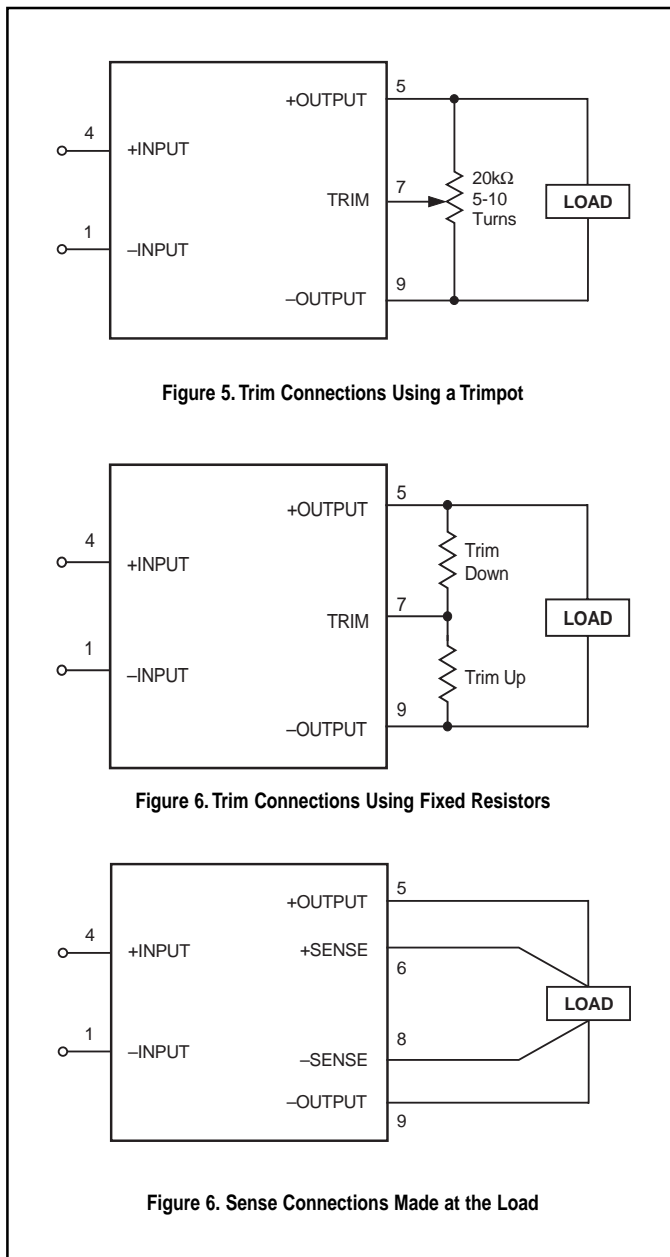 +OUTPUT
5
4
+INPUT
TRIM
7
20kΩ
5-10
Turns
LOAD
1
–INPUT
–OUTPUT
9
Figure 5. Trim Connections Using a Trimpot
+OUTPUT
5
4
+INPUT
Trim
Down
TRIM
7
LOAD
1
–INPUT
Trim Up
–OUTPUT
9
Figure 6. Trim Connections Using Fixed Resistors
+OUTPUT
5
4
+INPUT
+SENSE
6
LOAD
1
–INPUT
8
–SENSE
–OUTPUT
9
Figure 6. Sense Connections Made at the Load